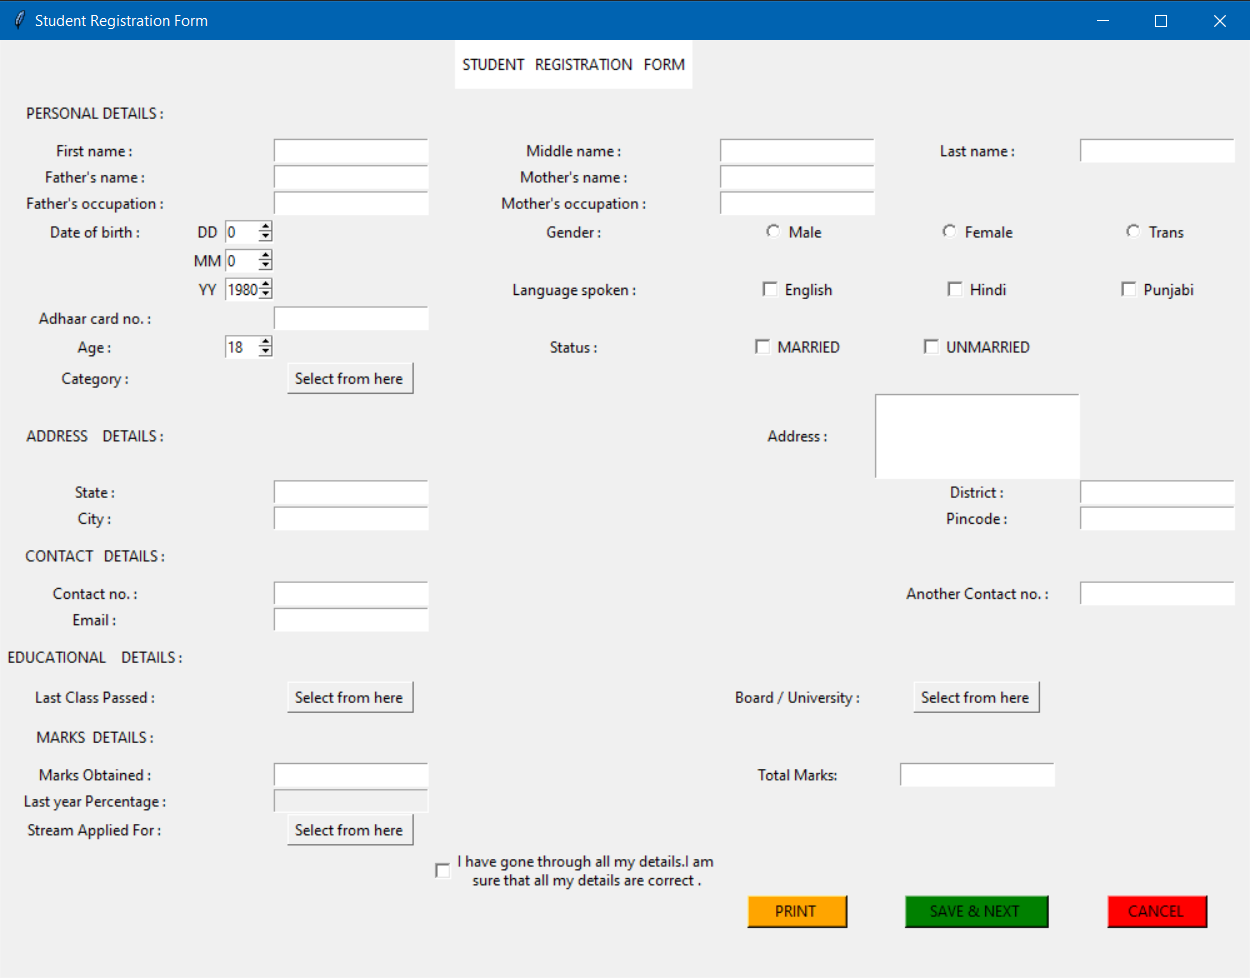 Student Registration Form
STUDENT REGISTRATION FORM
PERSONAL DETAILS :
First name : Middle name : Last name :
Father's name : Mother's name :
Father's occupation : Mother's occupation :
Date of birth : DD 0 Gender : Male Female Trans
MM 0
YY 1980 Language spoken : English Hindi Punjabi
Adhaar card no. :
Age : 18 Status : MARRIED UNMARRIED
Category : Select from here
ADDRESS DETAILS : Address :
State : District :
City : Pincode :
CONTACT DETAILS :
Contact no. : Another Contact no. :
Email :
EDUCATIONAL DETAILS :
Last Class Passed : Select from here Board / University : Select from here
MARKS DETAILS :
Marks Obtained : Total Marks:
Last year Percentage :
Stream Applied For : Select from here
I have gone through all my details.I am
sure that all my details are correct .
PRINT SAVE & NEXT CANCEL